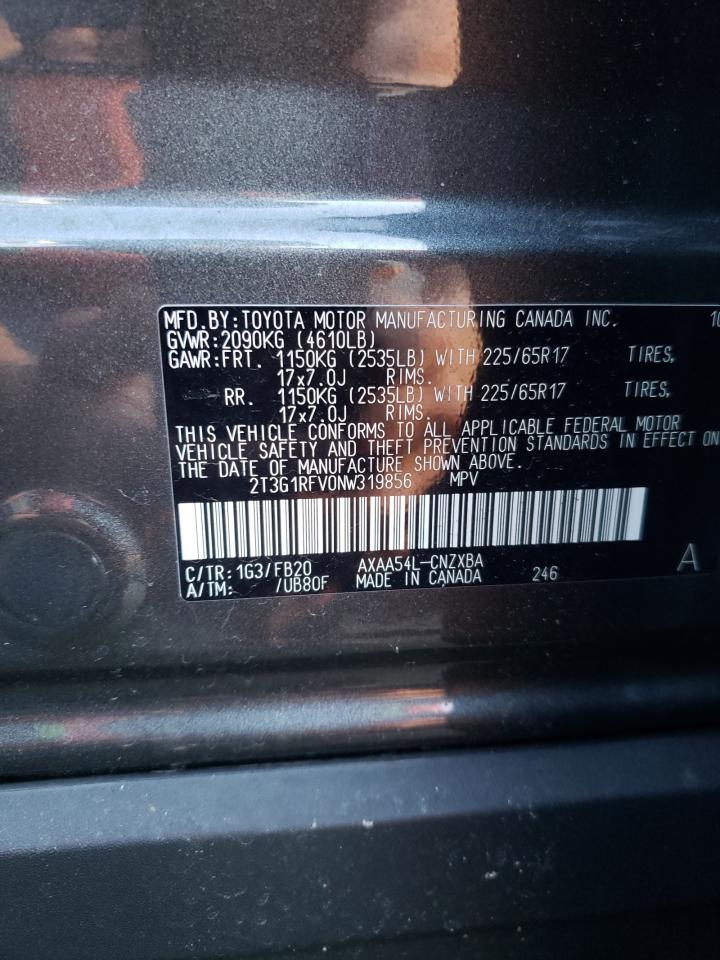 MFD.BY:TOYOTA MOTOR MANUFACTURING CANADA INC. 10
GVWR:2090KG (4610LB)
GAWR:FRT. 1150KG (2535LB) WITH 225/65R17 TIRES,
17x7.0J RIMS.
RR. 1150KG (2535LB) WITH 225/65R17 TIRES,
17x7.0J RIMS.
THIS VEHICLE CONFORMS TO ALL APPLICABLE FEDERAL MOTOR
VEHICLE SAFETY AND THEFT PREVENTION STANDARDS IN EFFECT ON
THE DATE OF MANUFACTURE SHOWN ABOVE.
2T3G1RFV0NW319856 MPV
C/TR:1G3/FB20 AXAA54L-CNZXBA
A/TM: /UB80F MADE IN CANADA 246 A